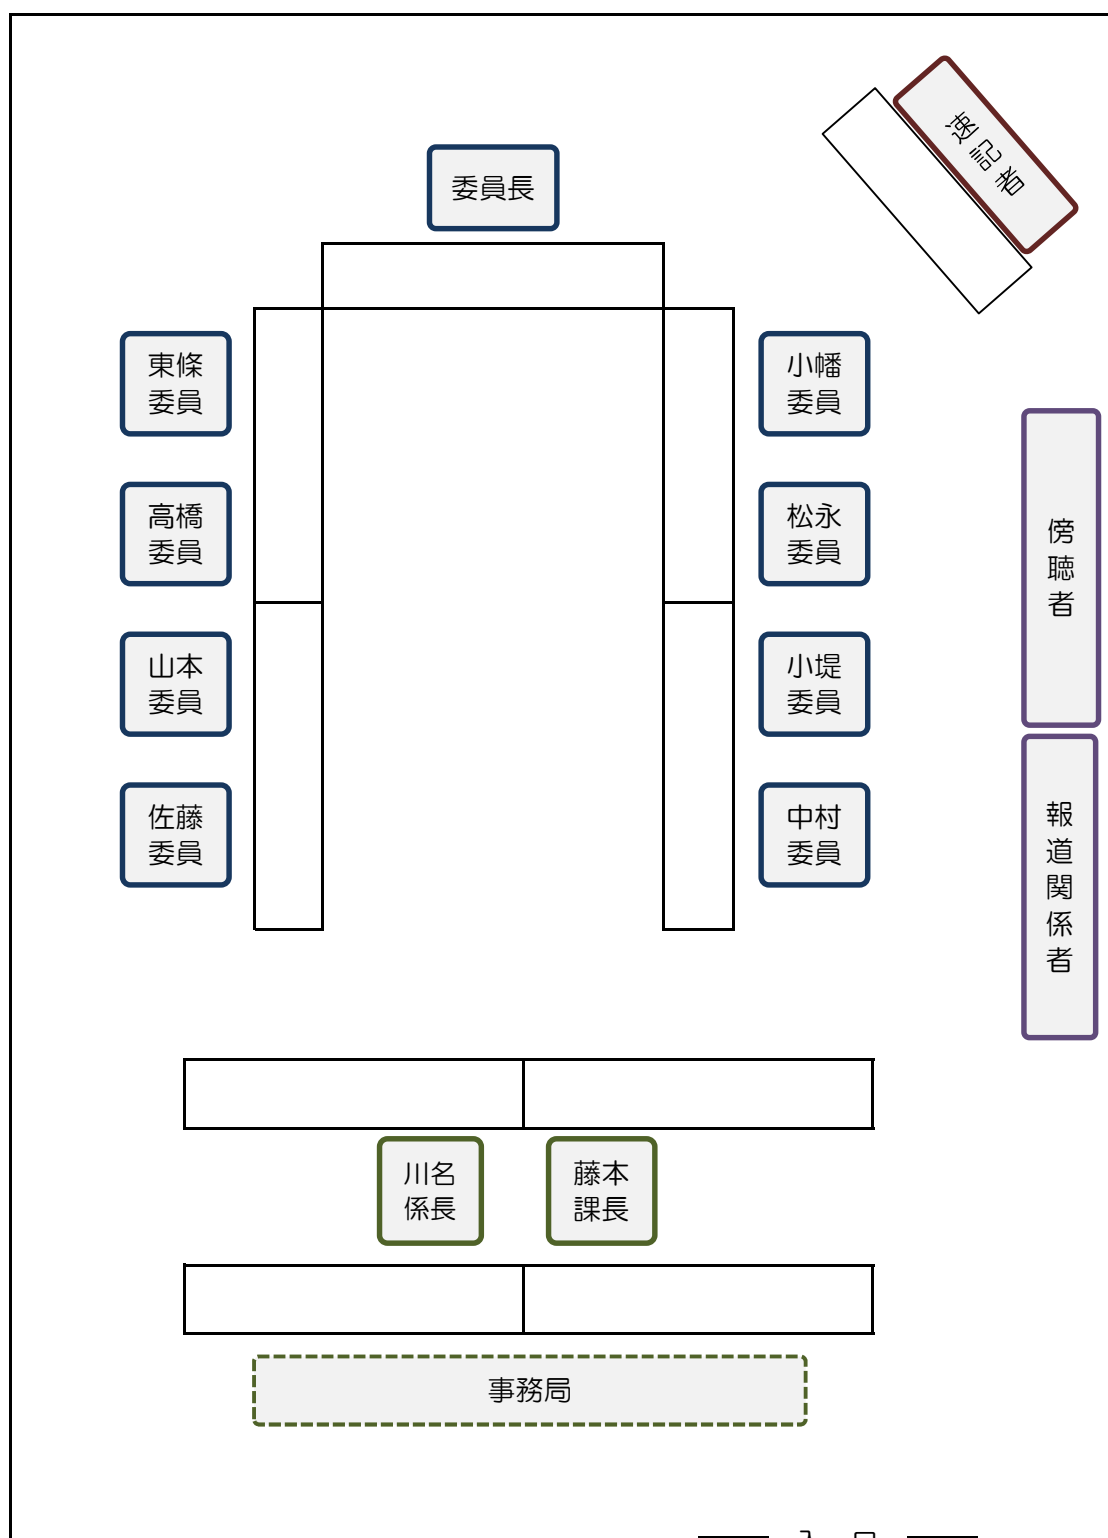 速記者
委員長
東條
委員
小幡
委員
高橋
委員
松永
委員
山本
委員
小堤
委員
佐藤
委員
中村
委員
傍聴者
報道関係者
川名
係長
藤本
課長
事務局